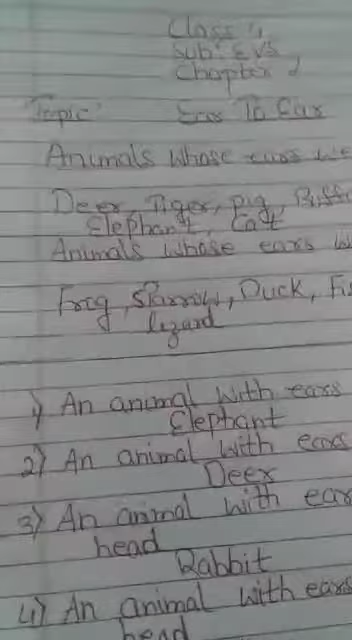 Class 4
Sub: EVS
Chapter 2
Topic: Ear To Ear
Animals whose ears we
Deer, Tiger, pig, Buff
Elephant, Cat
Animals whose ears w
Frog, Sparrow, Duck, Fis
lizard
1) An animal with ears
Elephant
2) An animal with ears
Deer
3) An animal with ear
head
Rabbit
4) An animal with ears
head